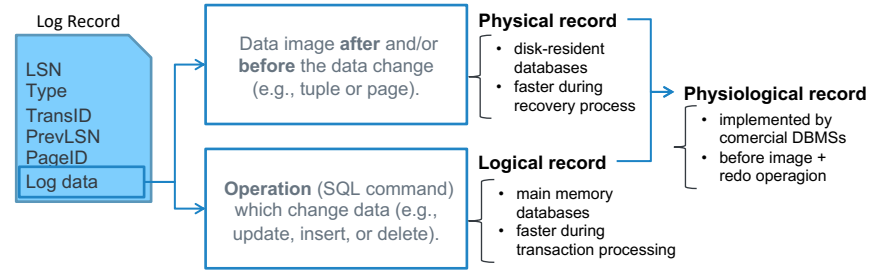 Log Record
LSN
Type
TransID
PrevLSN
PageID
Log data
Data image after and/or
before the data change
(e.g., tuple or page).
Operation (SQL command)
which change data (e.g.,
update, insert, or delete).
Physical record
• disk-resident
databases
• faster during
recovery process
Logical record
• main memory
databases
• faster during
transaction processing
Physiological record
• implemented by
comercial DBMSs
• before image +
redo operagion